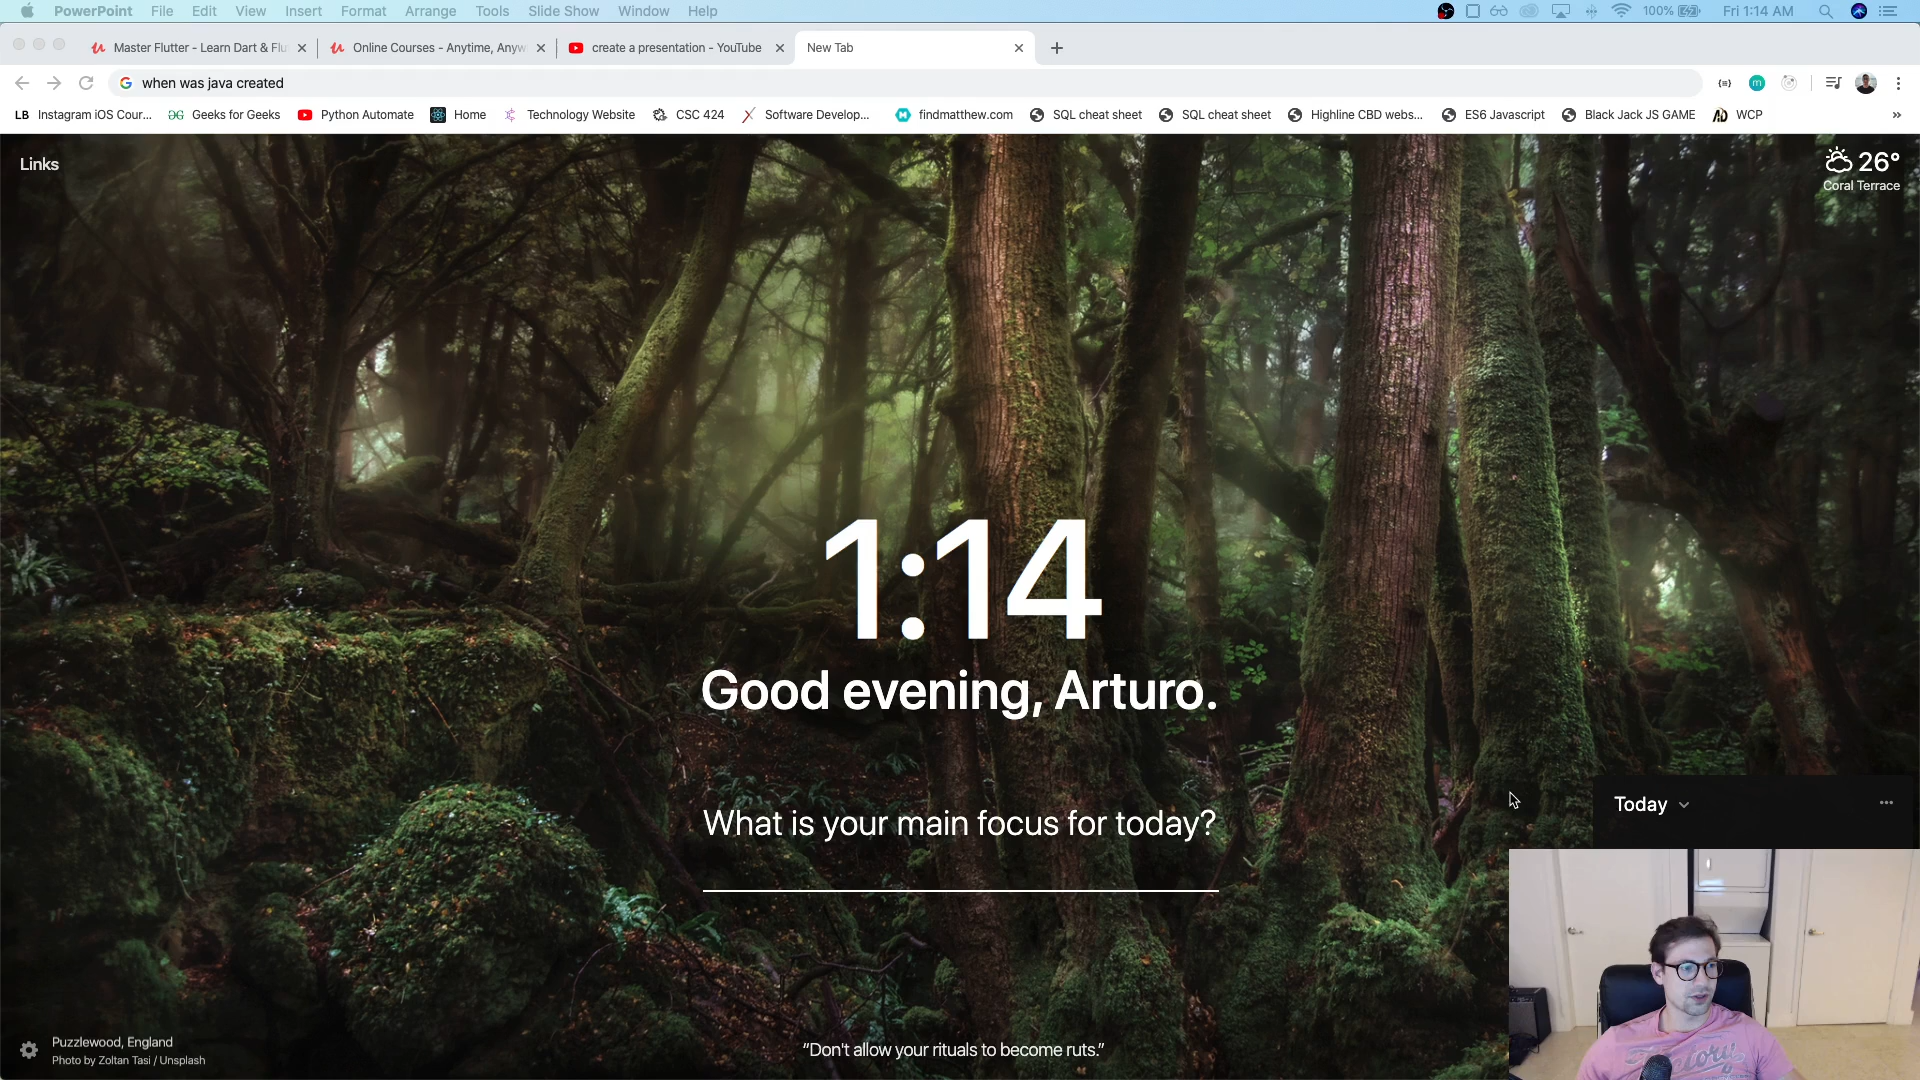 PowerPoint File Edit View Insert Format Arrange Tools Slide Show Window Help 100% Fri 1:14 AM
Master Flutter - Learn Dart & Flu Online Courses - Anytime, Anyw create a presentation - YouTube New Tab
when was java created
LB Instagram iOS Cour... Geeks for Geeks Python Automate Home Technology Website CSC 424 Software Develop... findmatthew.com SQL cheat sheet SQL cheat sheet Highline CBD webs... ES6 Javascript Black Jack JS GAME WCP
Links
26°
Coral Terrace
1:14
Good evening, Arturo.
What is your main focus for today?
Today
Puzzlewood, England
Photo by Zoltan Tasi / Unsplash
“Don't allow your rituals to become ruts.”